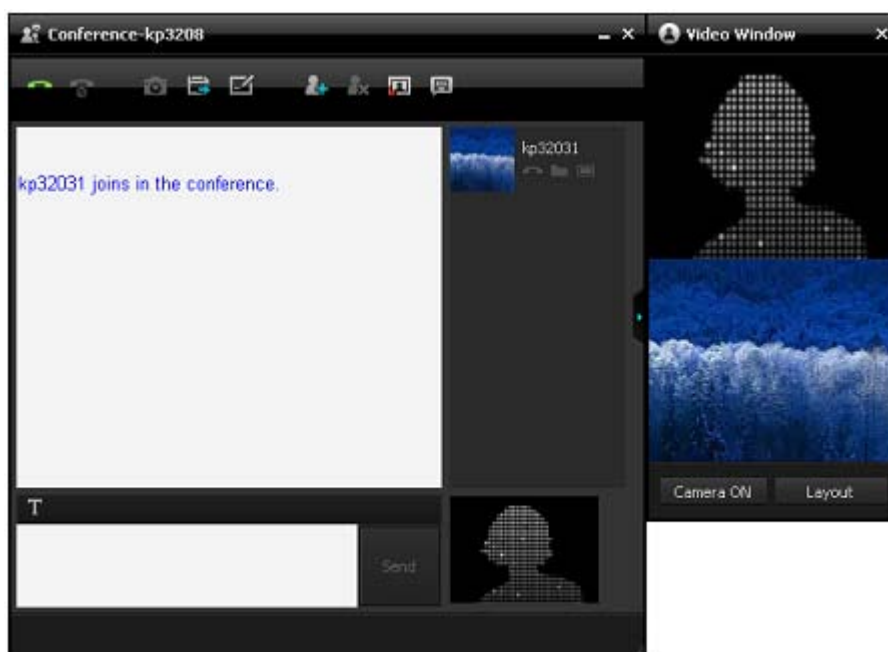 Conference-kp3208
Video Window
kp32031
kp32031 joins in the conference.
Camera ON
Layout
T
Send